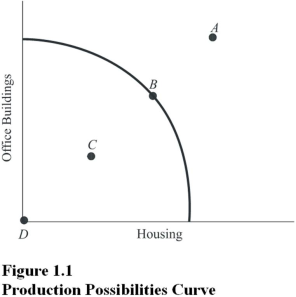 A
B
Office Buildings
C
D
Housing
Figure 1.1
Production Possibilities Curve